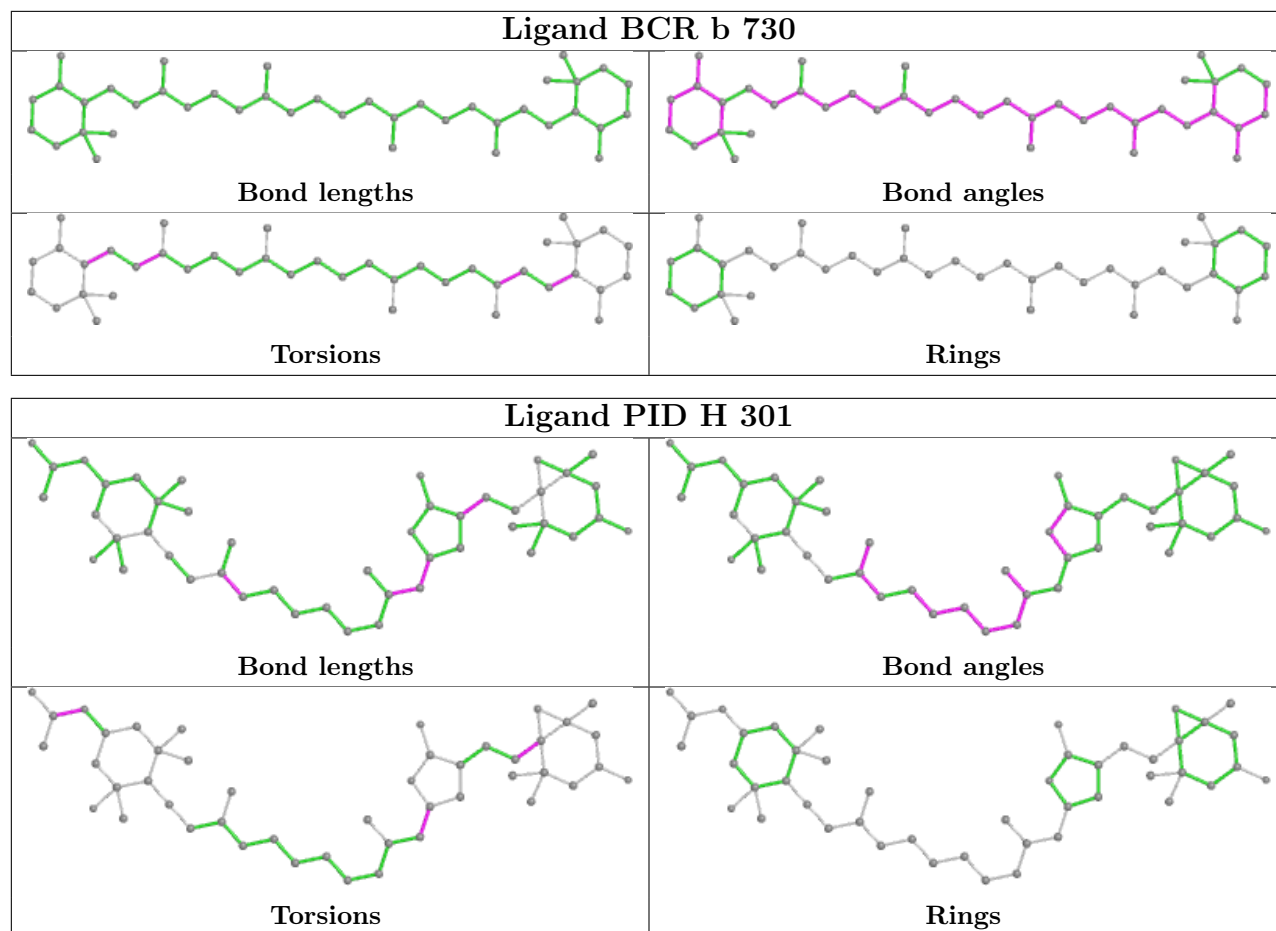 Ligand BCR b 730
Bond lengths
Bond angles
Torsions
Rings
Ligand PID H 301
Bond lengths
Bond angles
Torsions
Rings